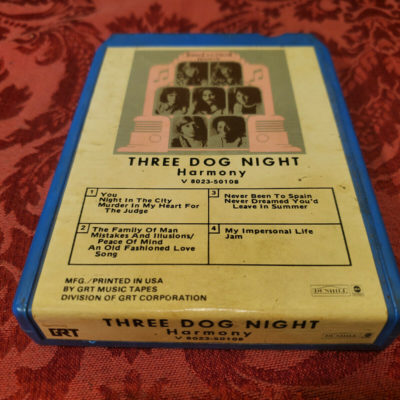 THREE DOG NIGHT
Harmony
V 8023-50108
1 You
Night In The City
Murder In My Heart For
The Judge
2 The Family Of Man
Mistakes And Illusions/
Peace Of Mind
An Old Fashioned Love
Song
3 Never Been To Spain
Never Dreamed You'd
Leave In Summer
4 My Impersonal Life
Jam
MFG./PRINTED IN USA
BY GRT MUSIC TAPES
DIVISION OF GRT CORPORATION
DUNHILL
GRT
THREE DOG NIGHT
Harmony
V 8023-50108
DUNHILL